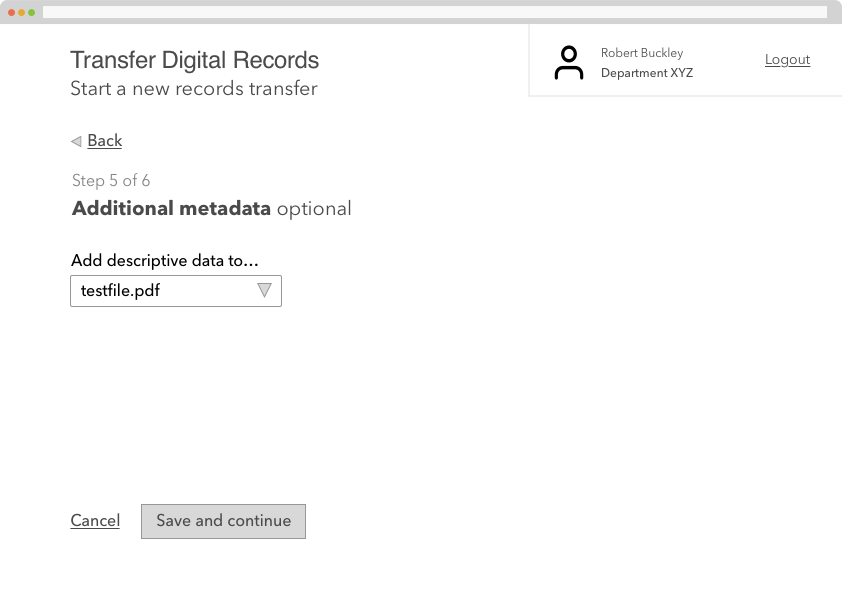 Transfer Digital Records
Start a new records transfer
Robert Buckley
Department XYZ
Logout
Back
Step 5 of 6
Additional metadata optional
Add descriptive data to...
testfile.pdf
Cancel
Save and continue